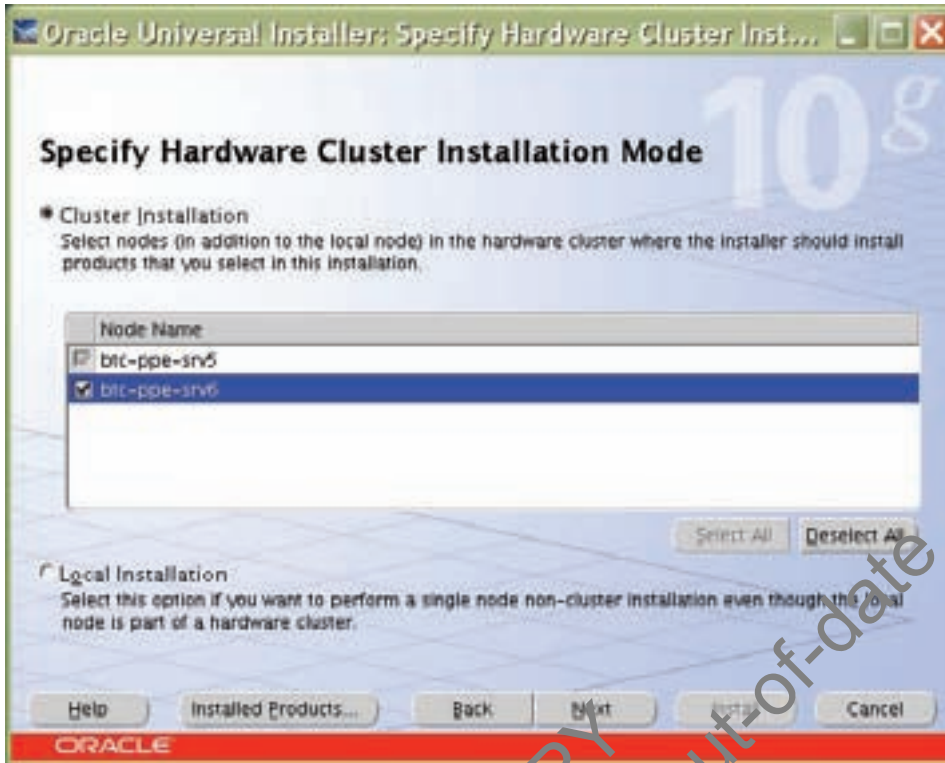 Oracle Universal Installer: Specify Hardware Cluster Inst...
10g
Specify Hardware Cluster Installation Mode
Cluster Installation
Select nodes (in addition to the local node) in the hardware cluster where the installer should install
products that you select in this installation.
Node Name
btc-ppe-srv5
btc-ppe-srv6
Select All Deselect All
Local Installation
Select this option if you want to perform a single node non-cluster installation even though the local
node is part of a hardware cluster.
Help Installed Products... Back Next Install Cancel
ORACLE
out-of-date